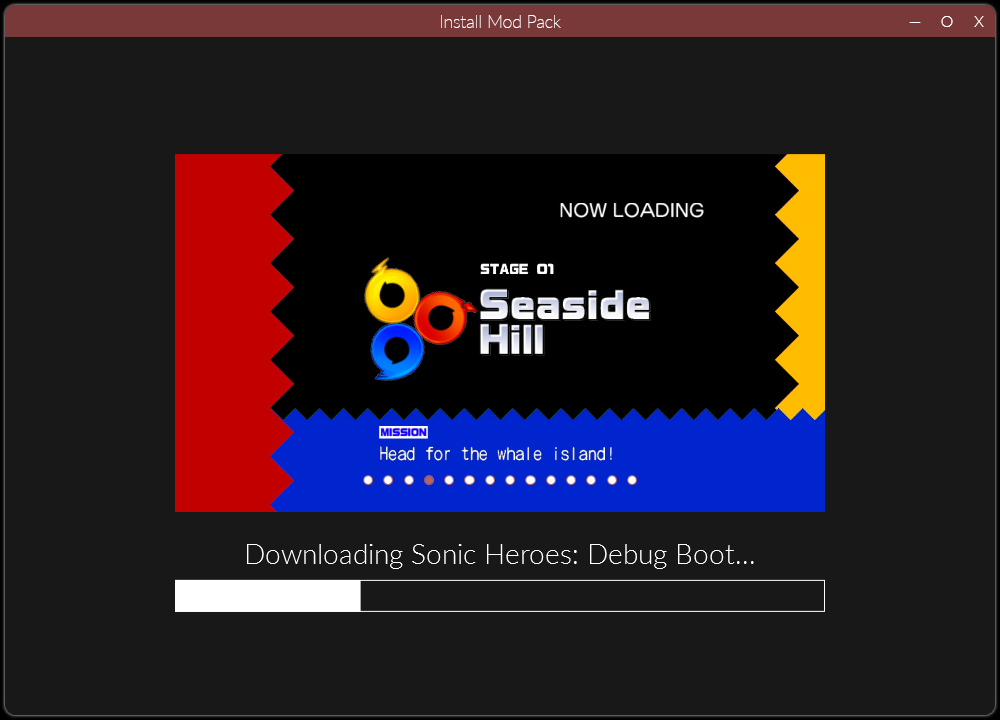 Install Mod Pack
NOW LOADING
STAGE 01
Seaside
Hill
MISSION
Head for the whale island!
Downloading Sonic Heroes: Debug Boot...